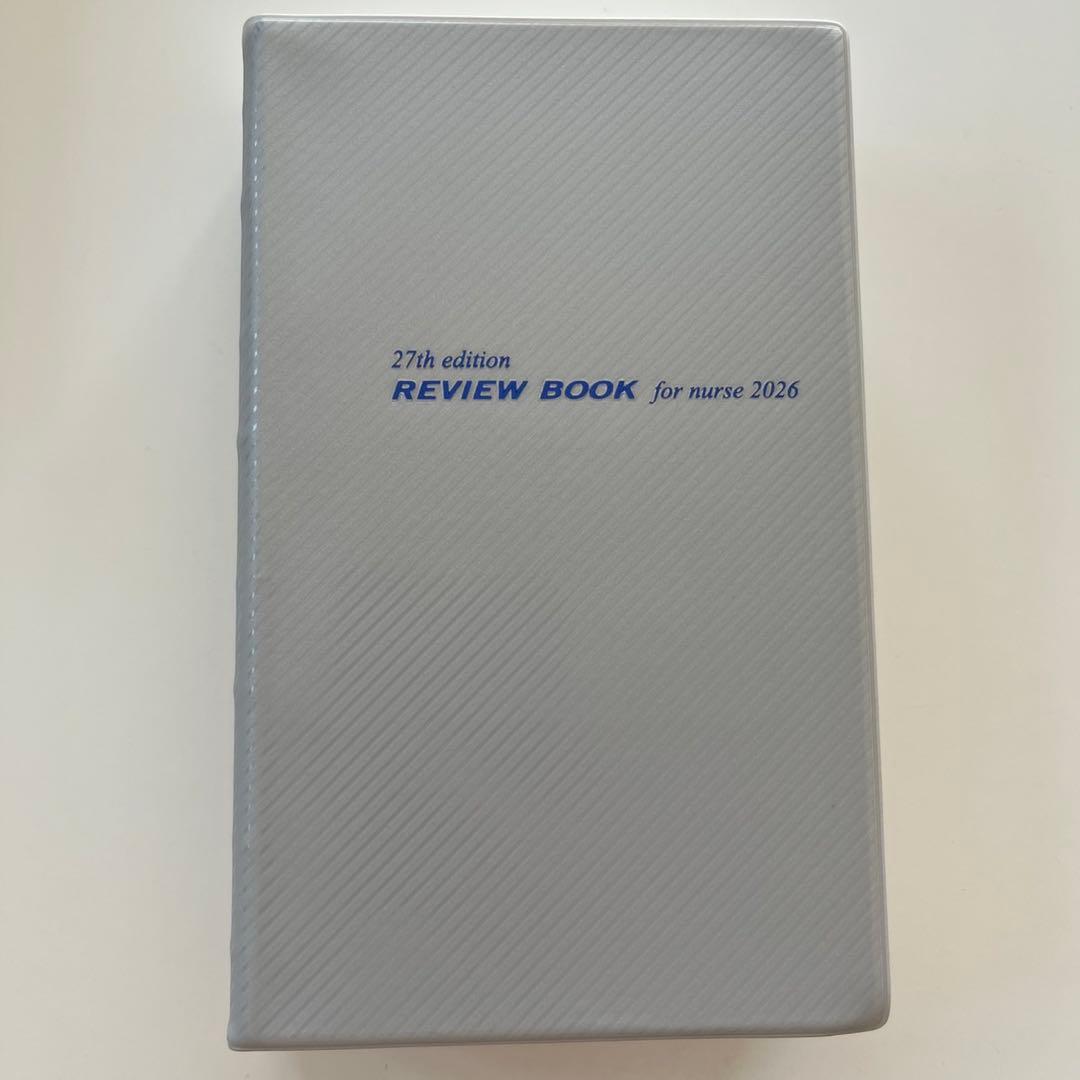 27th edition
REVIEW BOOK for nurse 2026